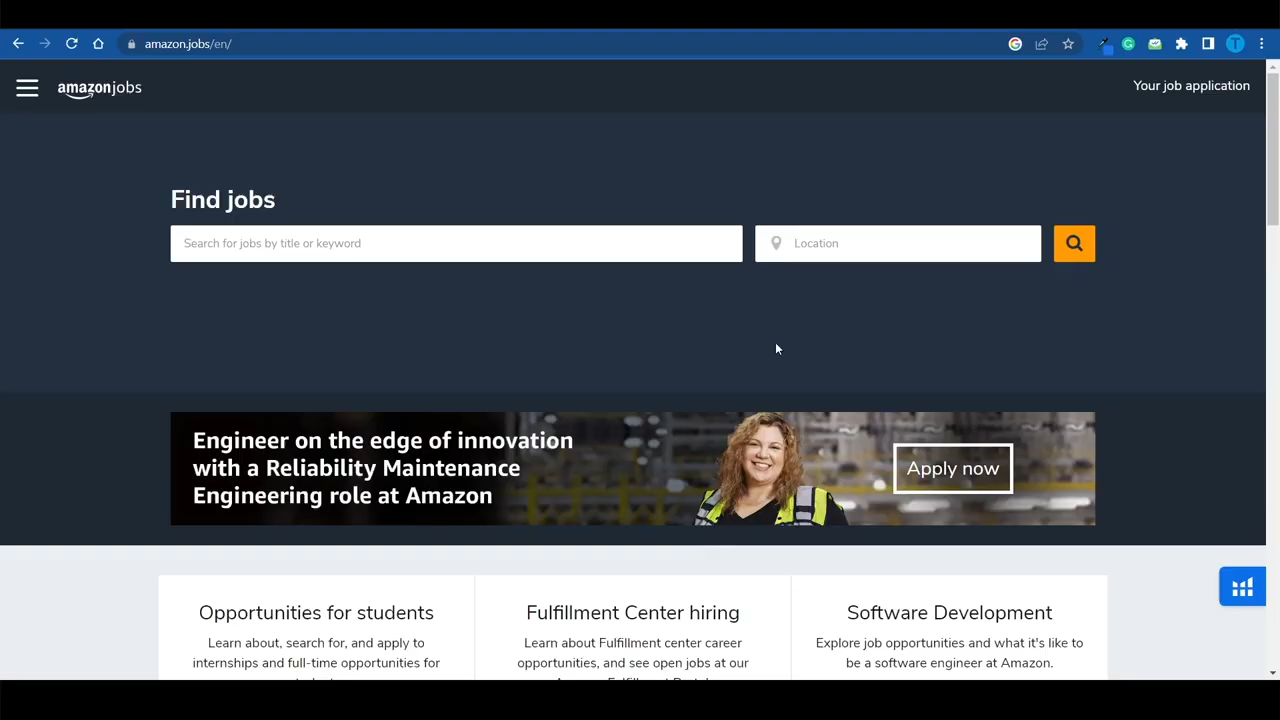 amazon.jobs/en/
T
amazonjobs
Your job application
Find jobs
Search for jobs by title or keyword
Location
Engineer on the edge of innovation
with a Reliability Maintenance
Engineering role at Amazon
Apply now
Opportunities for students
Learn about, search for, and apply to
internships and full-time opportunities for
Fulfillment Center hiring
Learn about Fulfillment center career
opportunities, and see open jobs at our
Software Development
Explore job opportunities and what it's like to
be a software engineer at Amazon.